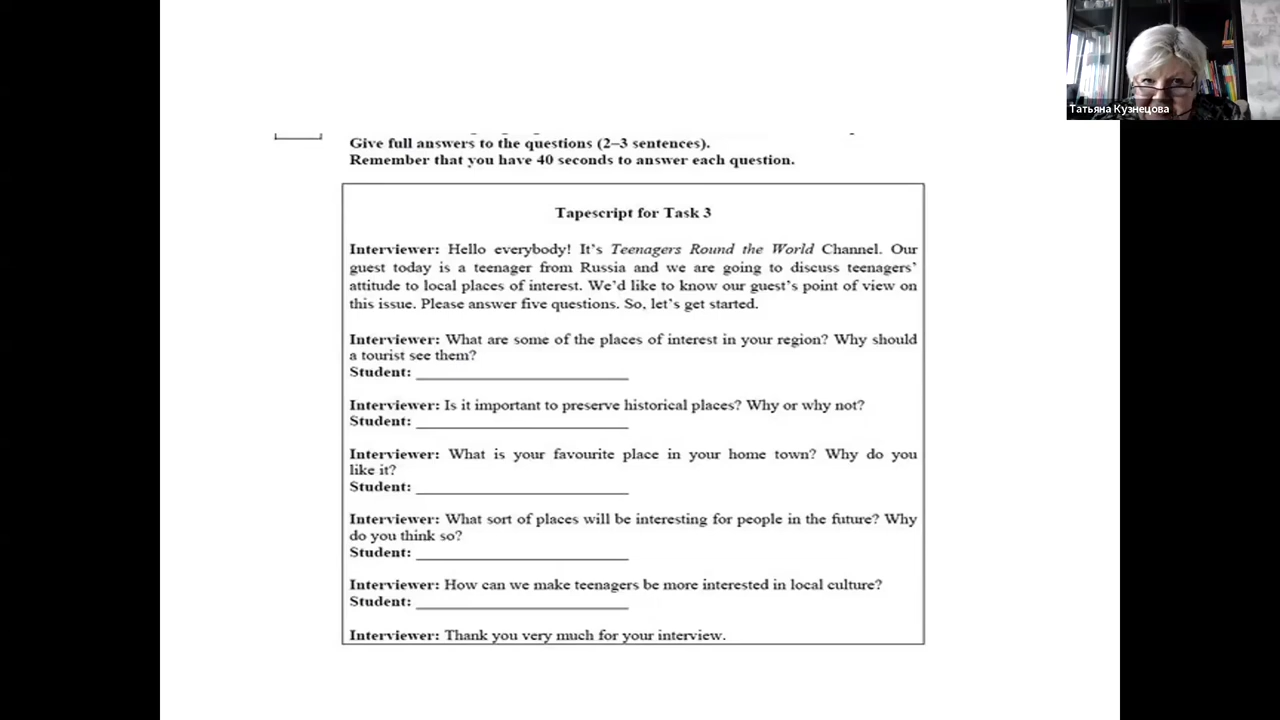 Татьяна Кузнецова
Give full answers to the questions (2–3 sentences).
Remember that you have 40 seconds to answer each question.
Tapescript for Task 3
Interviewer: Hello everybody! It's Teenagers Round the World Channel. Our
guest today is a teenager from Russia and we are going to discuss teenagers'
attitude to local places of interest. We'd like to know our guest's point of view on
this issue. Please answer five questions. So, let's get started.
Interviewer: What are some of the places of interest in your region? Why should
a tourist see them?
Student: ____________________________
Interviewer: Is it important to preserve historical places? Why or why not?
Student: ____________________________
Interviewer: What is your favourite place in your home town? Why do you
like it?
Student: ____________________________
Interviewer: What sort of places will be interesting for people in the future? Why
do you think so?
Student: ____________________________
Interviewer: How can we make teenagers be more interested in local culture?
Student: ____________________________
Interviewer: Thank you very much for your interview.